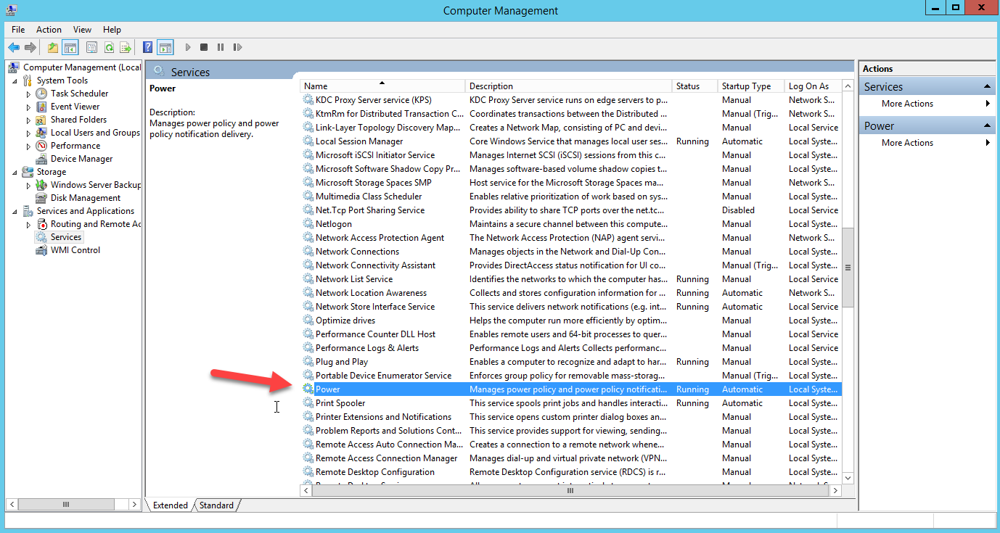 Computer Management
File Action View Help
Computer Management (Local
System Tools
Task Scheduler
Event Viewer
Shared Folders
Local Users and Groups
Performance
Device Manager
Storage
Windows Server Backup
Disk Management
Services and Applications
Routing and Remote Ac
Services
WMI Control
Services
Power
Description:
Manages power policy and power
policy notification delivery.
Name Description Status Startup Type Log On As
KDC Proxy Server service (KPS) KDC Proxy Server service runs on edge servers to p... Manual Network S...
KtmRm for Distributed Transaction C... Coordinates transactions between the Distributed ... Manual (Trig... Network S...
Link-Layer Topology Discovery Map... Creates a Network Map, consisting of PC and devi... Manual Local Service
Local Session Manager Core Windows Service that manages local user ses... Running Automatic Local Syste...
Microsoft iSCSI Initiator Service Manages Internet SCSI (iSCSI) sessions from this c... Manual Local Syste...
Microsoft Software Shadow Copy Pr... Manages software-based volume shadow copies t... Manual Local Syste...
Microsoft Storage Spaces SMP Host service for the Microsoft Storage Spaces ma... Manual Network S...
Multimedia Class Scheduler Enables relative prioritization of work based on sys... Manual Local Syste...
Net.Tcp Port Sharing Service Provides ability to share TCP ports over the net.tc... Disabled Local Service
Netlogon Maintains a secure channel between this compute... Manual Local Syste...
Network Access Protection Agent The Network Access Protection (NAP) agent servi... Manual Network S...
Network Connections Manages objects in the Network and Dial-Up Con... Manual Local Syste...
Network Connectivity Assistant Provides DirectAccess status notification for UI co... Manual (Trig... Local Syste...
Network List Service Identifies the networks to which the computer has... Running Manual Local Service
Network Location Awareness Collects and stores configuration information for ... Running Automatic Network S...
Network Store Interface Service This service delivers network notifications (e.g. int... Running Automatic Local Service
Optimize drives Helps the computer run more efficiently by optim... Manual Local Syste...
Performance Counter DLL Host Enables remote users and 64-bit processes to quer... Manual Local Service
Performance Logs & Alerts Performance Logs and Alerts Collects performanc... Manual Local Service
Plug and Play Enables a computer to recognize and adapt to har... Running Manual Local Syste...
Portable Device Enumerator Service Enforces group policy for removable mass-storag... Manual (Trig... Local Syste...
Power Manages power policy and power policy notificati... Running Automatic Local Syste...
Print Spooler This service spools print jobs and handles interacti... Running Automatic Local Syste...
Printer Extensions and Notifications This service opens custom printer dialog boxes an... Manual Local Syste...
Problem Reports and Solutions Cont... This service provides support for viewing, sending... Manual Local Syste...
Remote Access Auto Connection Ma... Creates a connection to a remote network whene... Manual Local Syste...
Remote Access Connection Manager Manages dial-up and virtual private network (VPN... Manual Local Syste...
Remote Desktop Configuration Remote Desktop Configuration service (RDCS) is r... Manual Local Syste...
Extended Standard
Actions
Services
More Actions
Power
More Actions